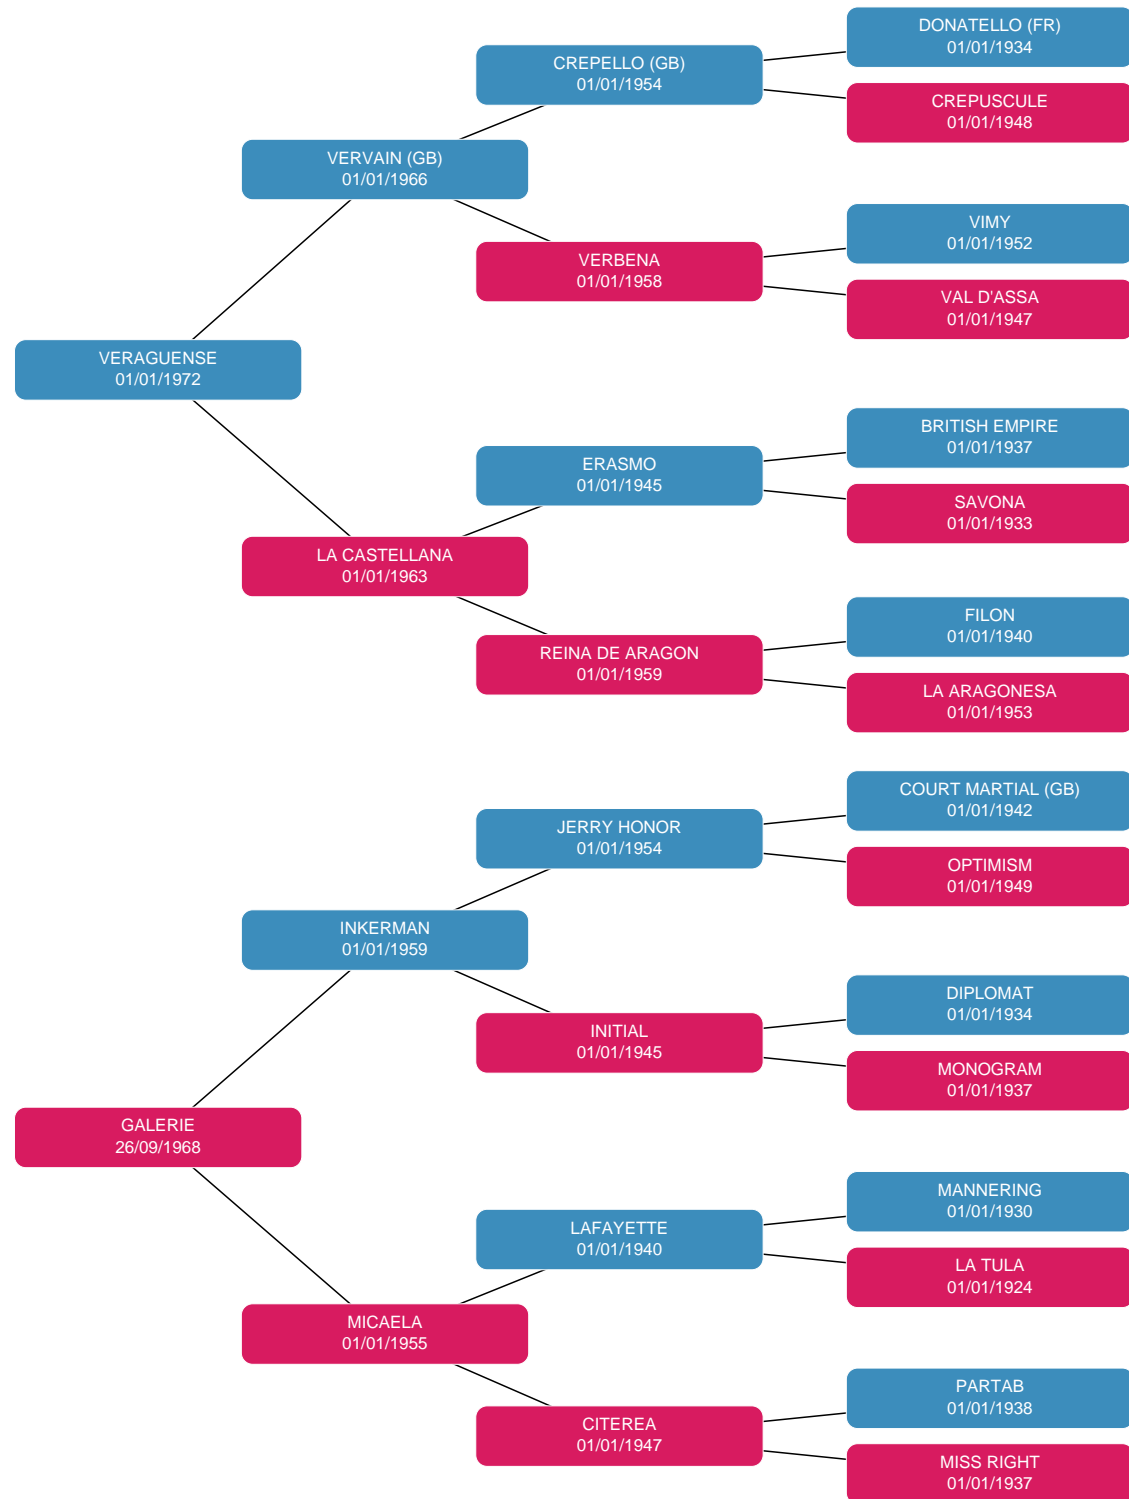 DONATELLO (FR)
01/01/1934
CREPELLO (GB)
01/01/1954
CREPUSCULE
01/01/1948
VERVAIN (GB)
01/01/1966
VIMY
01/01/1952
VERBENA
01/01/1958
VAL D'ASSA
01/01/1947
VERAGUENSE
01/01/1972
BRITISH EMPIRE
01/01/1937
ERASMO
01/01/1945
SAVONA
01/01/1933
LA CASTELLANA
01/01/1963
FILON
01/01/1940
REINA DE ARAGON
01/01/1959
LA ARAGONESA
01/01/1953
COURT MARTIAL (GB)
01/01/1942
JERRY HONOR
01/01/1954
OPTIMISM
01/01/1949
INKERMAN
01/01/1959
DIPLOMAT
01/01/1934
INITIAL
01/01/1945
MONOGRAM
01/01/1937
GALERIE
26/09/1968
MANNERING
01/01/1930
LAFAYETTE
01/01/1940
LA TULA
01/01/1924
MICAELA
01/01/1955
PARTAB
01/01/1938
CITEREA
01/01/1947
MISS RIGHT
01/01/1937